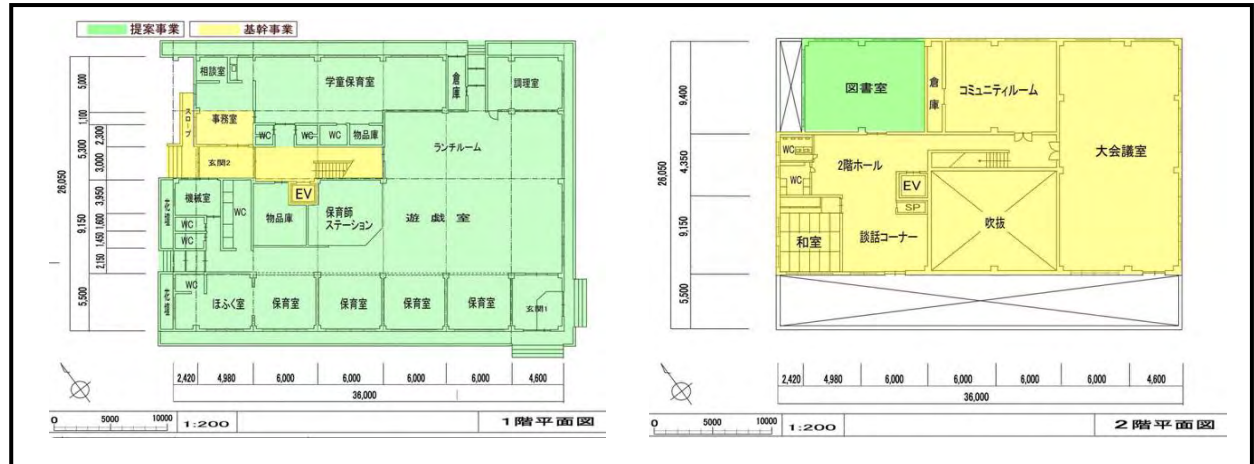 提案事業
基幹事業
相談室
学童保育室
倉庫
調理室
スロープ
事務室
WC
WC
WC
物品庫
ランチルーム
玄関2
EV
機械室
WC
物品庫
保育師
ステーション
遊戯室
WC
WC
WC
ほふく室
保育室
保育室
保育室
保育室
玄関1
5,000
1,100
2,300
5,300
3,000
26,050
3,950
9,150
1,600
1,450
2,150
5,500
2,420
4,980
6,000
6,000
6,000
6,000
4,600
36,000
0
5000
10000
1:200
1階平面図
図書室
倉庫
コミュニティルーム
大会議室
WC
2階ホール
WC
EV
SP
吹抜
和室
談話コーナー
9,400
4,350
26,050
9,150
5,500
2,420
4,980
6,000
6,000
6,000
6,000
4,600
36,000
0
5000
10000
1:200
2階平面図